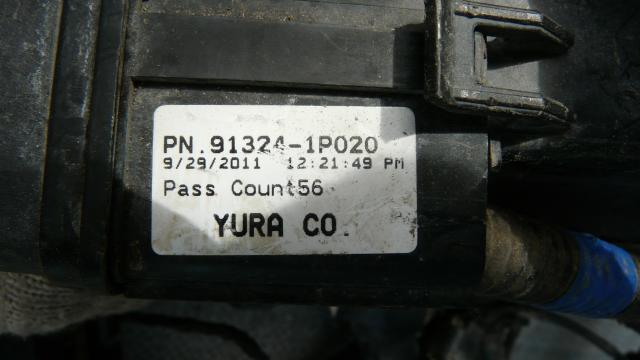 PN.91324-1P020
9/29/2011 12:21:49 PM
Pass Count56
YURA CO.